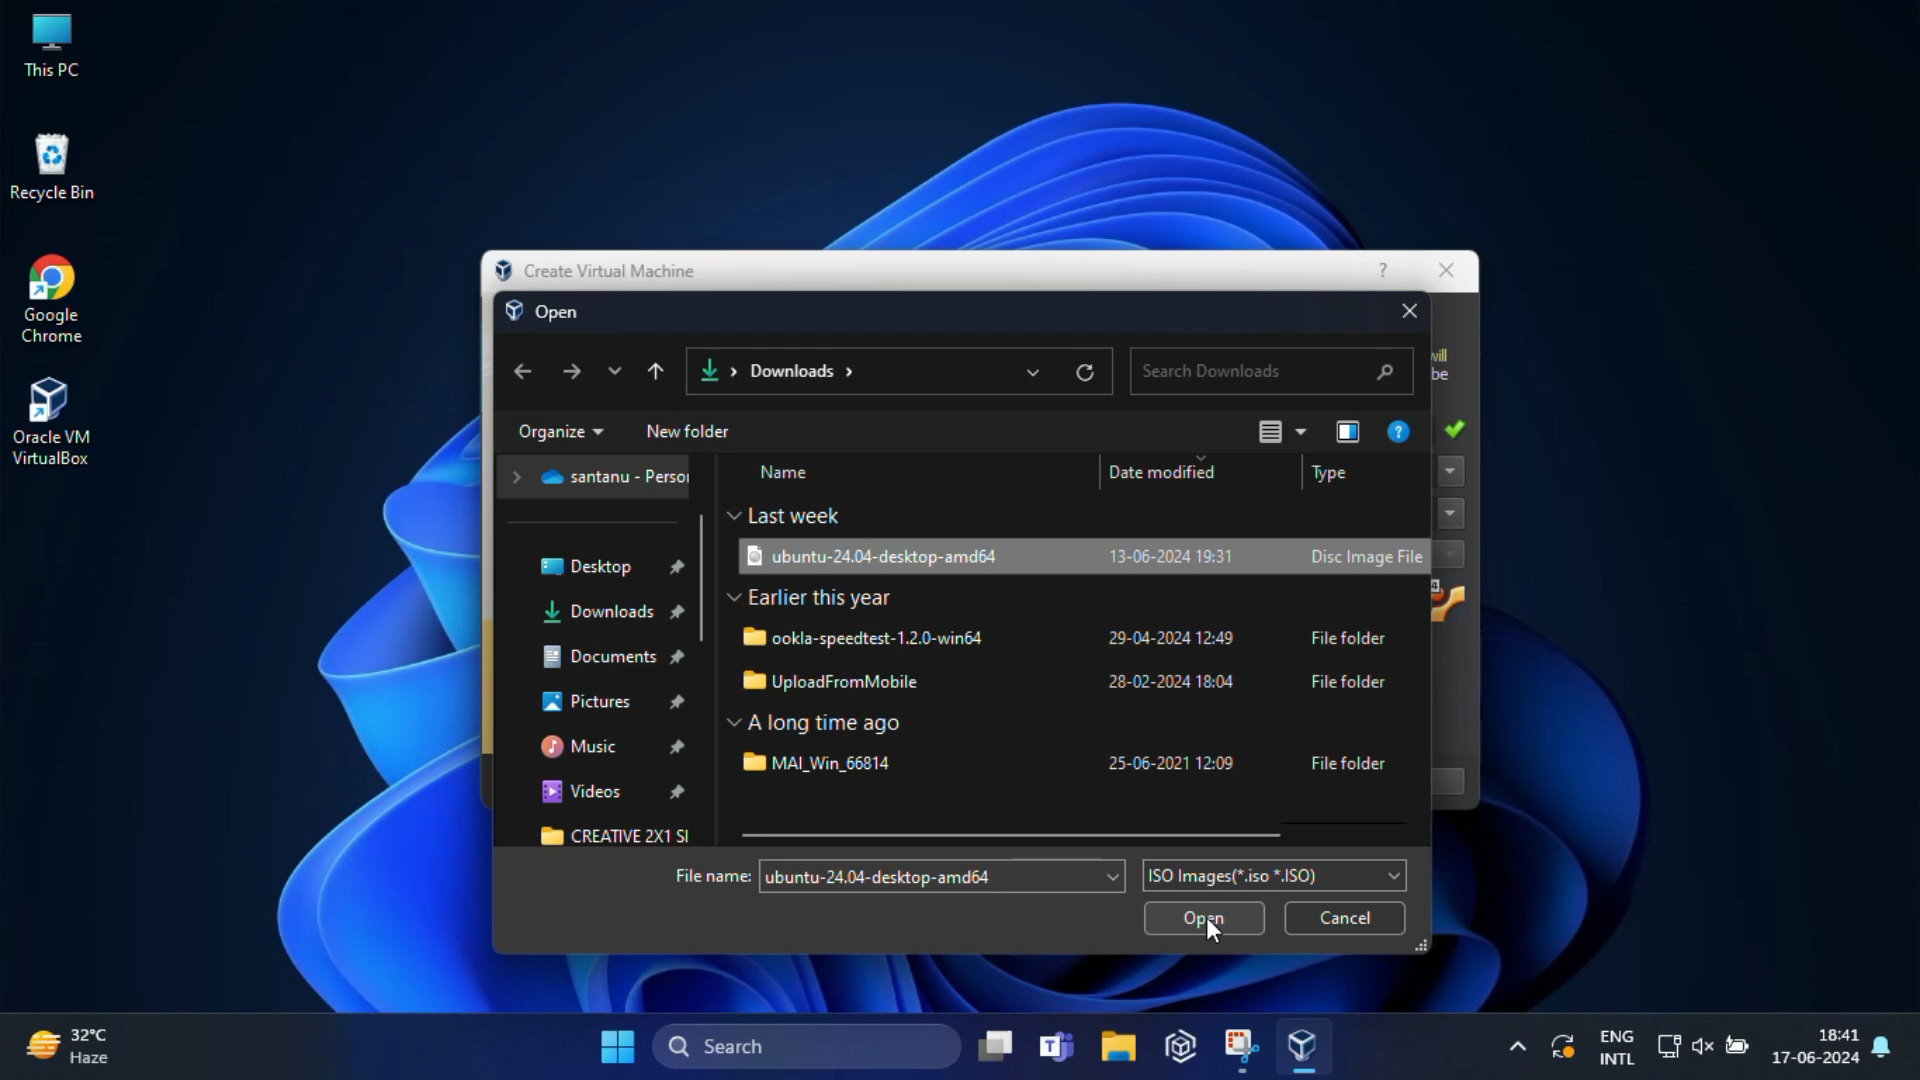 This PC
Recycle Bin
Google
Chrome
Oracle VM
VirtualBox
Create Virtual Machine
?
will
be
Open
Downloads
Search Downloads
Organize
New folder
?
santanu - Person
Name
Date modified
Type
Last week
ubuntu-24.04-desktop-amd64
13-06-2024 19:31
Disc Image File
Desktop
Earlier this year
Downloads
ookla-speedtest-1.2.0-win64
29-04-2024 12:49
File folder
Documents
UploadFromMobile
28-02-2024 18:04
File folder
Pictures
A long time ago
Music
MAI_Win_66814
25-06-2021 12:09
File folder
Videos
CREATIVE 2X1 SI
File name:
ubuntu-24.04-desktop-amd64
ISO Images(*.iso *.ISO)
Open
Cancel
32°C
Haze
Search
ENG
INTL
18:41
17-06-2024